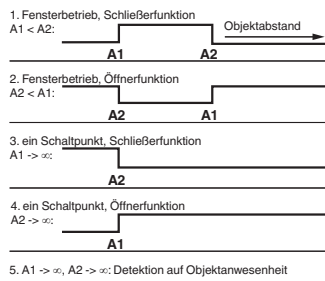 1. Fensterbetrieb, Schließerfunktion
A1 < A2:
Objektabstand
A1 A2
2. Fensterbetrieb, Öffnerfunktion
A2 < A1:
A2 A1
3. ein Schaltpunkt, Schließerfunktion
A1 -> ∞:
A2
4. ein Schaltpunkt, Öffnerfunktion
A2 -> ∞:
A1
5. A1 -> ∞, A2 -> ∞: Detektion auf Objektanwesenheit